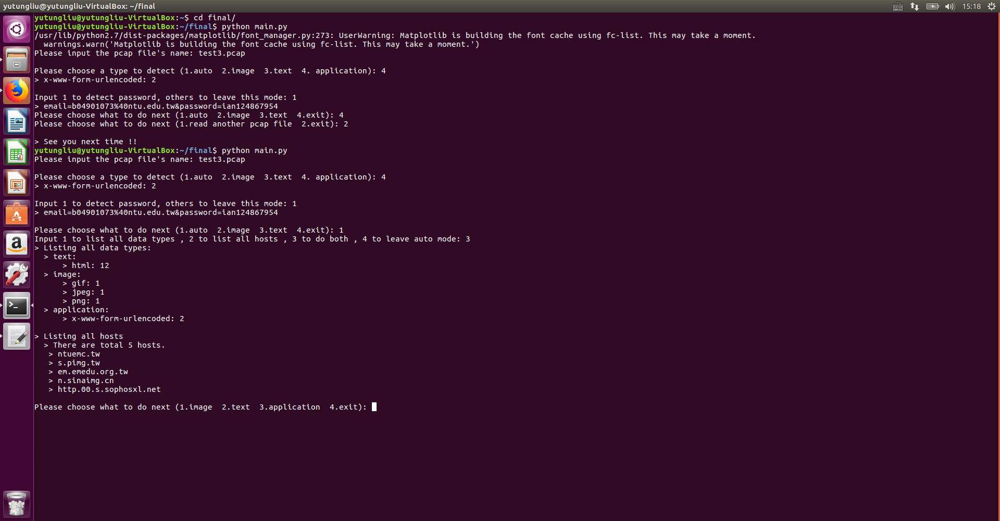 yutungliu@yutungliu-VirtualBox: ~/final
15:18
yutungliu@yutungliu-VirtualBox:~$ cd final/
yutungliu@yutungliu-VirtualBox:~/final$ python main.py
/usr/lib/python2.7/dist-packages/matplotlib/font_manager.py:273: UserWarning: Matplotlib is building the font cache using fc-list. This may take a moment.
  warnings.warn('Matplotlib is building the font cache using fc-list. This may take a moment.')
Please input the pcap file's name: test3.pcap
Please choose a type to detect (1.auto  2.image  3.text  4. application): 4
> x-www-form-urlencoded: 2
Input 1 to detect password, others to leave this mode: 1
> email=b04901073%40ntu.edu.tw&password=ian124867954
Please choose what to do next (1.auto  2.image  3.text  4.exit): 4
Please choose what to do next (1.read another pcap file  2.exit): 2
> See you next time !!
yutungliu@yutungliu-VirtualBox:~/final$ python main.py
Please input the pcap file's name: test3.pcap
Please choose a type to detect (1.auto  2.image  3.text  4. application): 4
> x-www-form-urlencoded: 2
Input 1 to detect password, others to leave this mode: 1
> email=b04901073%40ntu.edu.tw&password=ian124867954
Please choose what to do next (1.auto  2.image  3.text  4.exit): 1
Input 1 to list all data types , 2 to list all hosts , 3 to do both , 4 to leave auto mode: 3
> Listing all data types:
  > text:
      > html: 12
  > image:
      > gif: 1
      > jpeg: 1
      > png: 1
  > application:
      > x-www-form-urlencoded: 2
> Listing all hosts
  > There are total 5 hosts.
   > ntuemc.tw
   > s.pimg.tw
   > em.emedu.org.tw
   > n.sinaimg.cn
   > http.00.s.sophosxl.net
Please choose what to do next (1.image  2.text  3.application  4.exit):